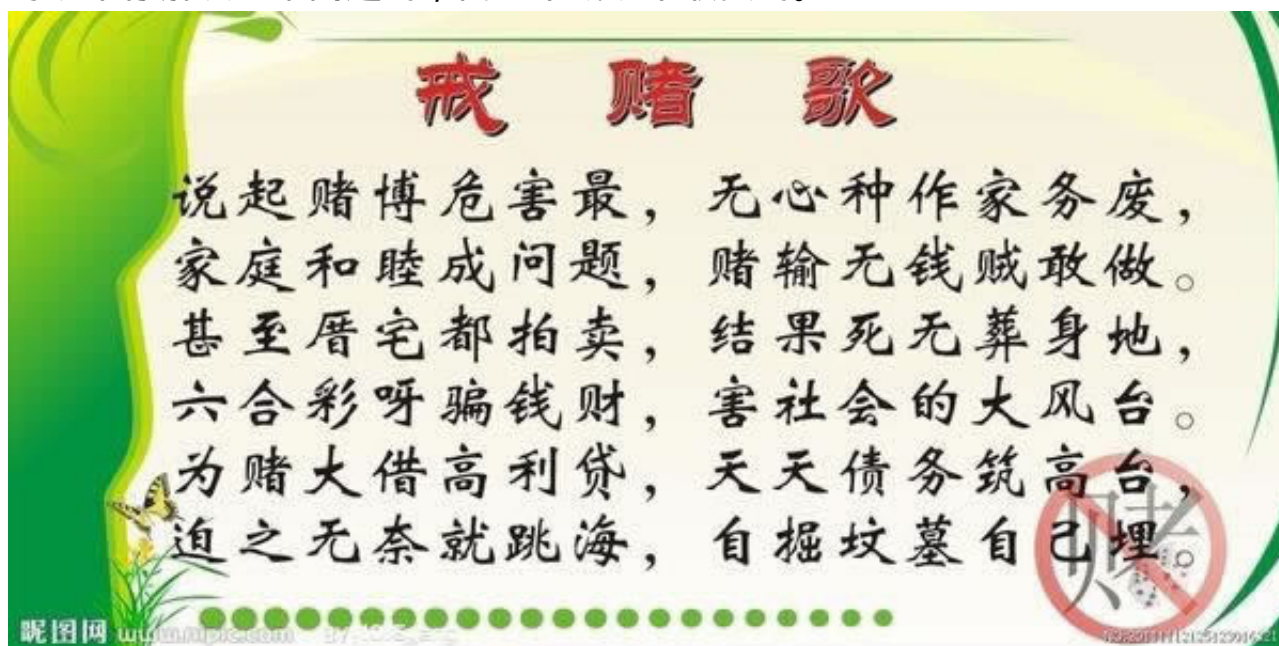 戒赌歌
说起赌博危害最，无心种作家务废，
家庭和睦成问题，赌输无钱贼敢做。
甚至厝宅都拍卖，结果死无葬身地，
六合彩呀骗钱财，害社会的大风台。
为赌大借高利贷，天天债务筑高台，
迫之无奈就跳海，自掘坟墓自己埋。
赌
昵图网 www.nipic.com